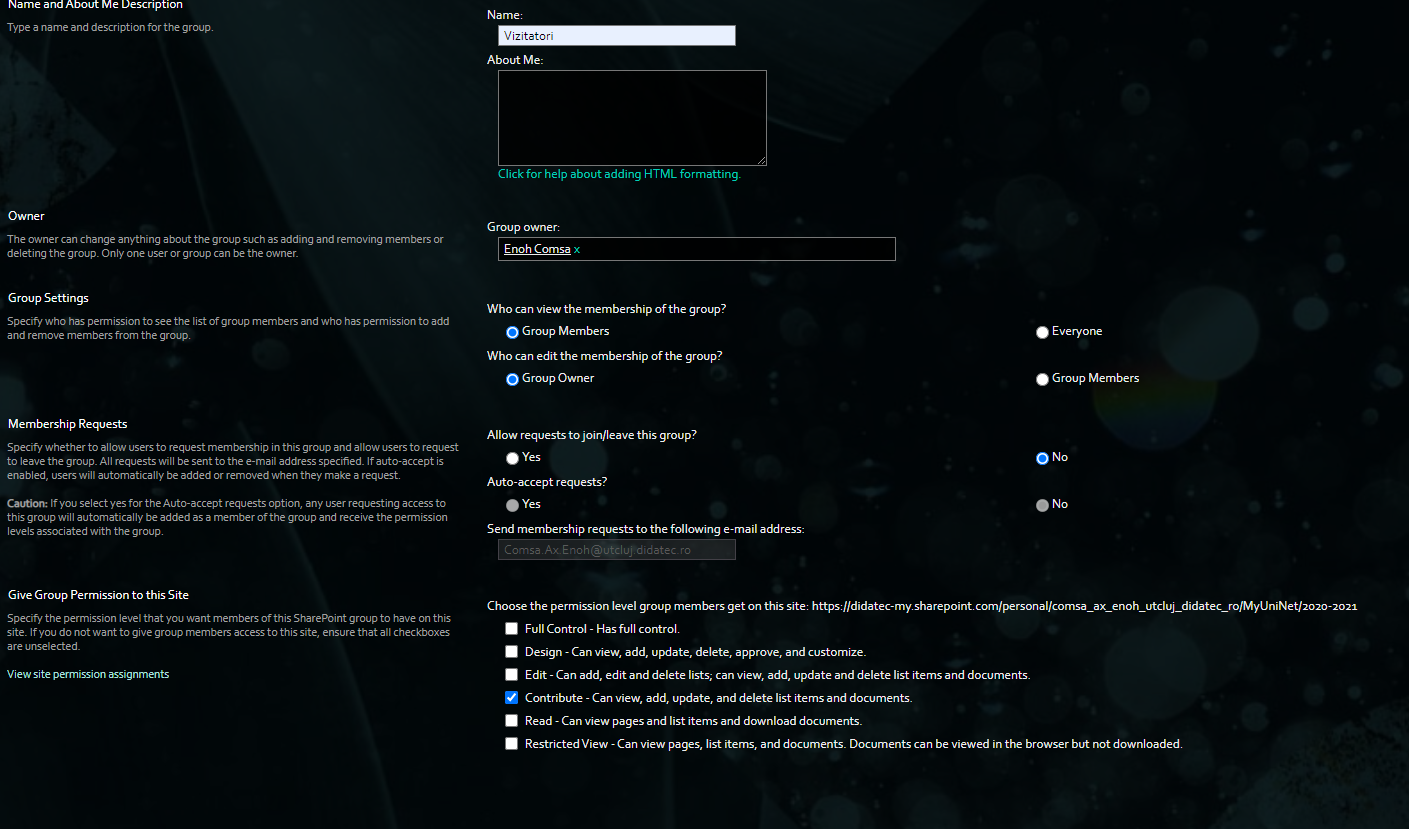 Name and About Me Description
Type a name and description for the group.
Name:
Vizitatori
About Me:
Click for help about adding HTML formatting.
Owner
The owner can change anything about the group such as adding and removing members or
deleting the group. Only one user or group can be the owner.
Group owner:
Enoh Comsa x
Group Settings
Specify who has permission to see the list of group members and who has permission to add
and remove members from the group.
Who can view the membership of the group?
Group Members
Everyone
Who can edit the membership of the group?
Group Owner
Group Members
Membership Requests
Specify whether to allow users to request membership in this group and allow users to request
to leave the group. All requests will be sent to the e-mail address specified. If auto-accept is
enabled, users will automatically be added or removed when they make a request.
Caution: If you select yes for the Auto-accept requests option, any user requesting access to
this group will automatically be added as a member of the group and receive the permission
levels associated with the group.
Allow requests to join/leave this group?
Yes
No
Auto-accept requests?
Yes
No
Send membership requests to the following e-mail address:
Comsa.Ax.Enoh@utcluj.didatec.ro
Give Group Permission to this Site
Specify the permission level that you want members of this SharePoint group to have on this
site. If you do not want to give group members access to this site, ensure that all checkboxes
are unselected.
View site permission assignments
Choose the permission level group members get on this site: https://didatec-my.sharepoint.com/personal/comsa_ax_enoh_utcluj_didatec_ro/MyUniNet/2020-2021
Full Control - Has full control.
Design - Can view, add, update, delete, approve, and customize.
Edit - Can add, edit and delete lists; can view, add, update and delete list items and documents.
Contribute - Can view, add, update, and delete list items and documents.
Read - Can view pages and list items and download documents.
Restricted View - Can view pages, list items, and documents. Documents can be viewed in the browser but not downloaded.